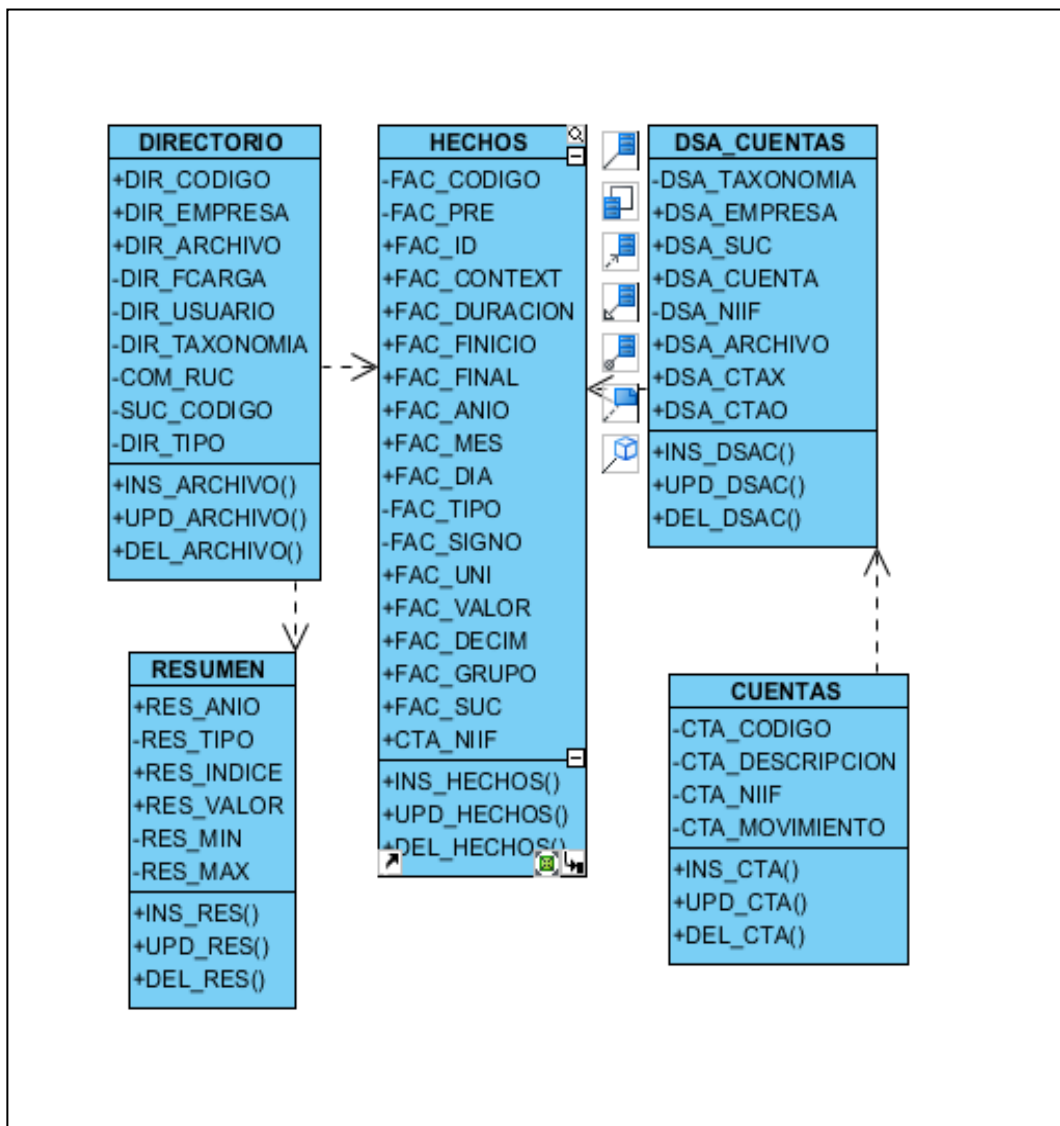 DIRECTORIO
+DIR_CODIGO
+DIR_EMPRESA
+DIR_ARCHIVO
-DIR_FCARGA
-DIR_USUARIO
-DIR_TAXONOMIA
-COM_RUC
-SUC_CODIGO
-DIR_TIPO
+INS_ARCHIVO()
+UPD_ARCHIVO()
+DEL_ARCHIVO()
HECHOS
-FAC_CODIGO
-FAC_PRE
+FAC_ID
+FAC_CONTEXT
+FAC_DURACION
+FAC_FINICIO
+FAC_FINAL
+FAC_ANIO
+FAC_MES
+FAC_DIA
-FAC_TIPO
-FAC_SIGNO
+FAC_UNI
+FAC_VALOR
+FAC_DECIM
+FAC_GRUPO
+FAC_SUC
+CTA_NIIF
+INS_HECHOS()
+UPD_HECHOS()
+DEL_HECHOS()
DSA_CUENTAS
-DSA_TAXONOMIA
+DSA_EMPRESA
+DSA_SUC
+DSA_CUENTA
-DSA_NIIF
+DSA_ARCHIVO
+DSA_CTAX
+DSA_CTAO
+INS_DSAC()
+UPD_DSAC()
+DEL_DSAC()
RESUMEN
+RES_ANIO
-RES_TIPO
+RES_INDICE
+RES_VALOR
-RES_MIN
-RES_MAX
+INS_RES()
+UPD_RES()
+DEL_RES()
CUENTAS
-CTA_CODIGO
-CTA_DESCRIPCION
-CTA_NIIF
-CTA_MOVIMIENTO
+INS_CTA()
+UPD_CTA()
+DEL_CTA()